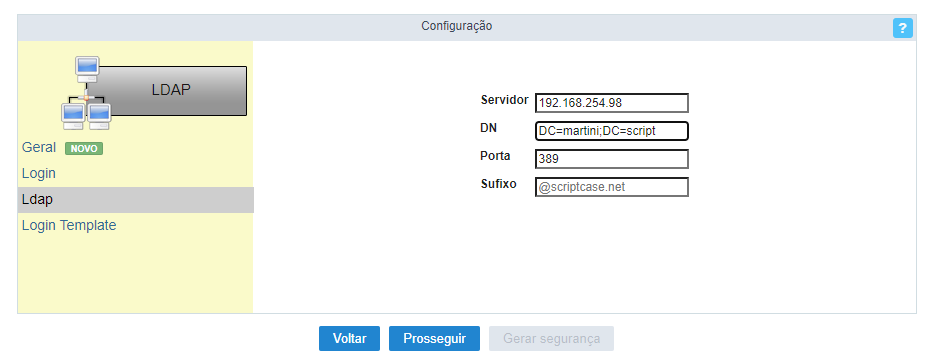 Configuração
?
LDAP
Geral NOVO
Login
Ldap
Login Template
Servidor 192.168.254.98
DN DC=martini;DC=script
Porta 389
Sufixo @scriptcase.net
Voltar Prosseguir Gerar segurança